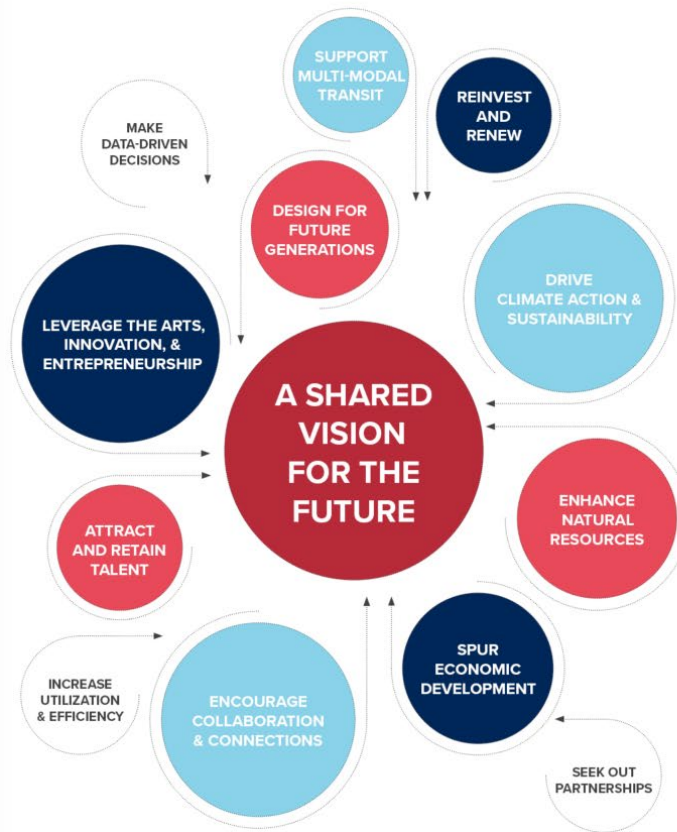 SUPPORT
MULTI-MODAL
TRANSIT
REINVEST
AND
RENEW
MAKE
DATA-DRIVEN
DECISIONS
DESIGN FOR
FUTURE
GENERATIONS
DRIVE
CLIMATE ACTION &
SUSTAINABILITY
LEVERAGE THE ARTS,
INNOVATION, &
ENTREPRENEURSHIP
A SHARED
VISION
FOR THE
FUTURE
ENHANCE
NATURAL
RESOURCES
ATTRACT
AND RETAIN
TALENT
SPUR
ECONOMIC
DEVELOPMENT
INCREASE
UTILIZATION
& EFFICIENCY
ENCOURAGE
COLLABORATION
& CONNECTIONS
SEEK OUT
PARTNERSHIPS